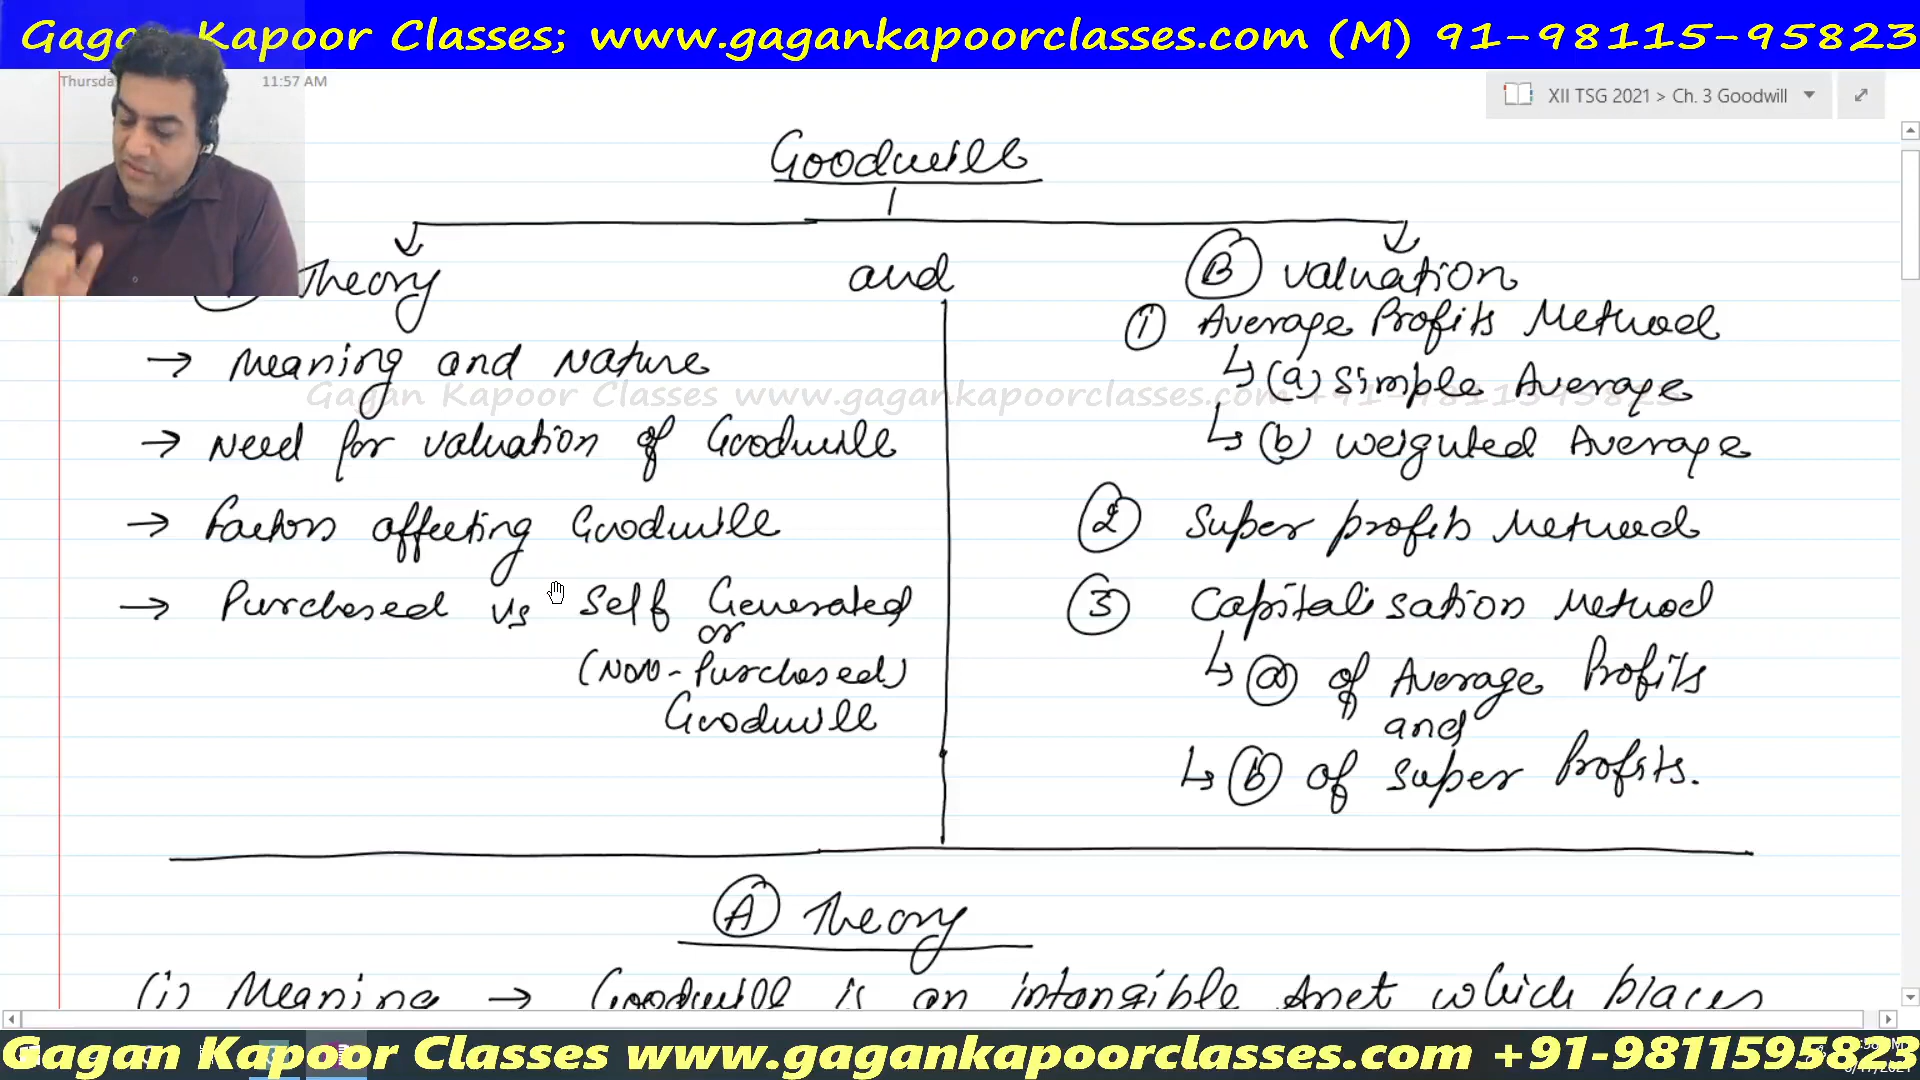 Gagan Kapoor Classes; www.gagankapoorclasses.com (M) 91-98115-95823
11:57 AM
XII TSG 2021 > Ch. 3 Goodwill
Goodwill
Theory and (B) Valuation
→ Meaning and Nature
→ Need for valuation of Goodwill
→ Factors affecting Goodwill
→ Purchased vs Self Generated
or
(Non-Purchased)
Goodwill
① Average Profits Method
↳ (a) Simple Average
↳ (b) Weighted Average
② Super profits Method
③ Capitalisation Method
↳ (a) of Average Profits
and
↳ (b) of Super Profits.
Gagan Kapoor Classes www.gagankapoorclasses.com +91-9811595823
(A) Theory
(i) Meaning → Goodwill is an intangible Asset which places
Gagan Kapoor Classes www.gagankapoorclasses.com +91-9811595823